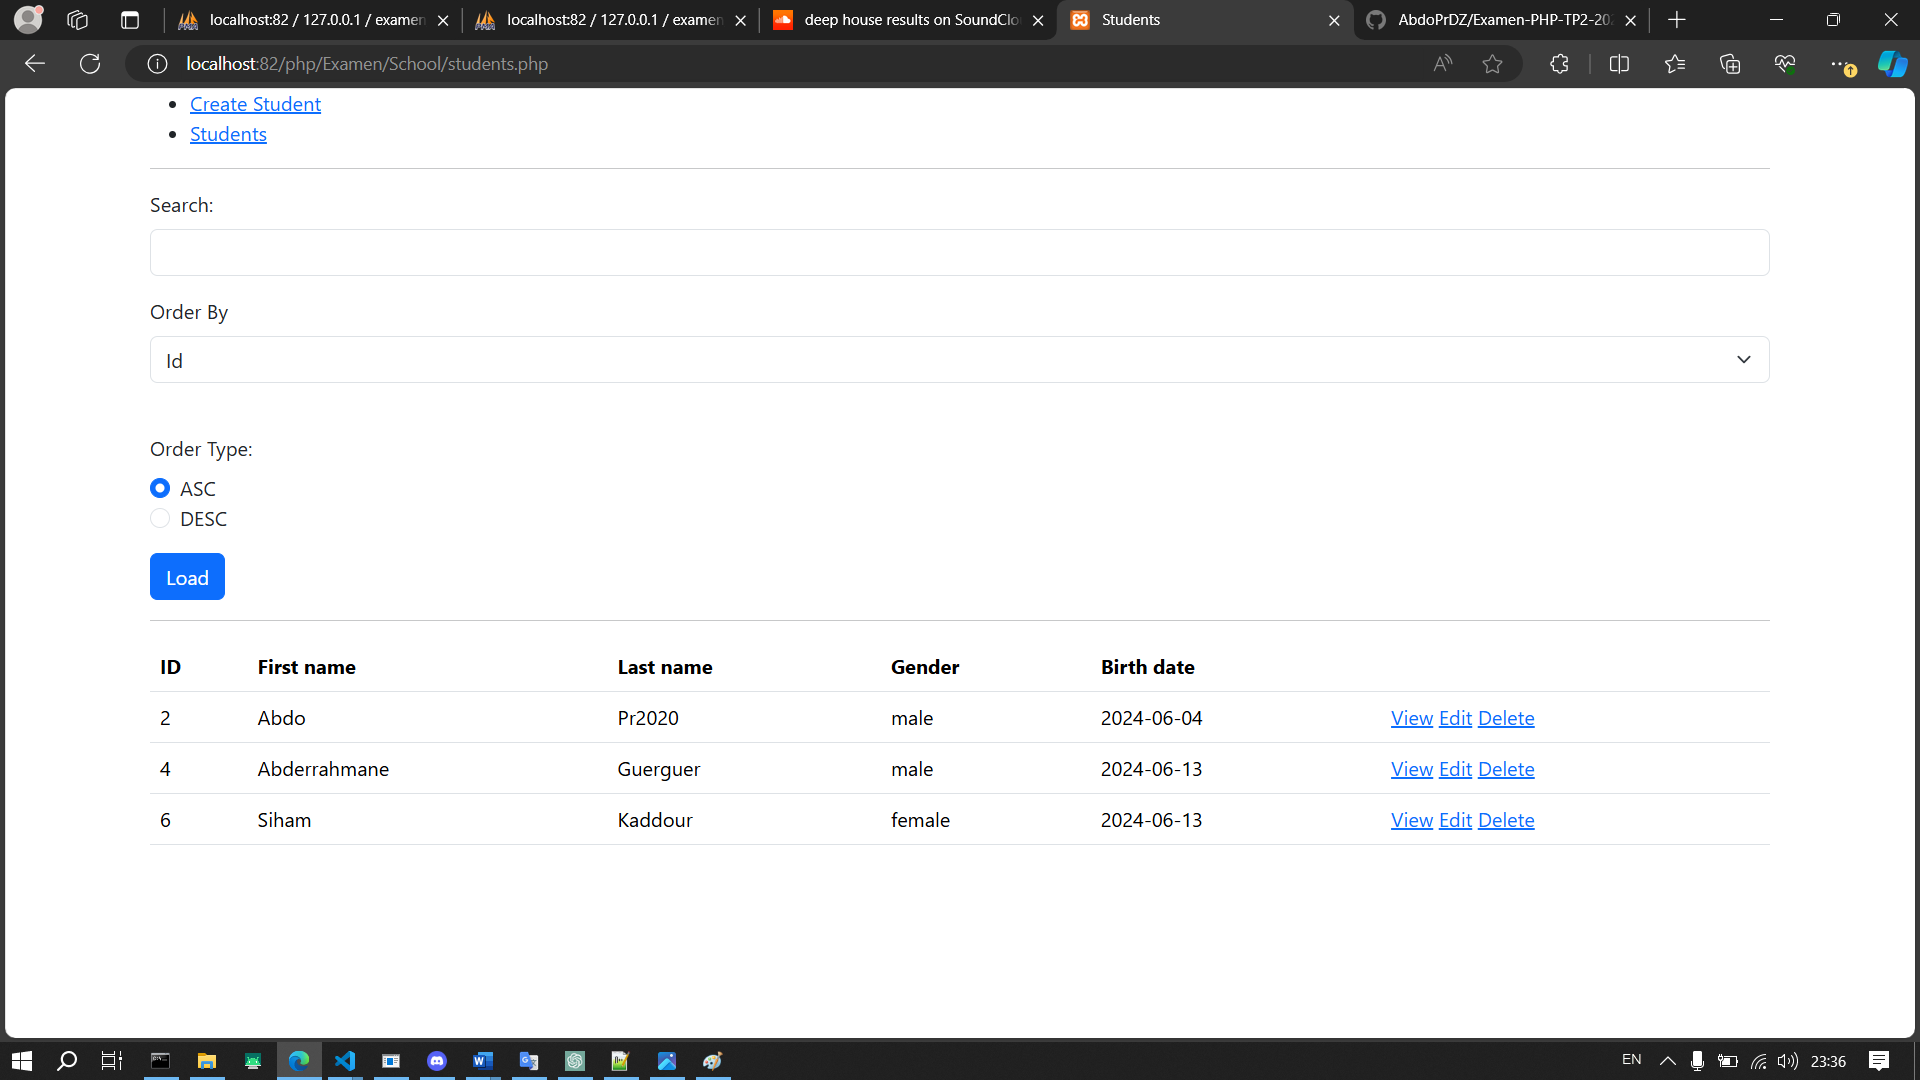 localhost:82 / 127.0.0.1 / examen
localhost:82 / 127.0.0.1 / examen
deep house results on SoundClo
Students
AbdoPrDZ/Examen-PHP-TP2-202
localhost:82/php/Examen/School/students.php
Create Student
Students
Search:
Order By
Id
Order Type:
ASC
DESC
Load
ID First name Last name Gender Birth date
2 Abdo Pr2020 male 2024-06-04 View Edit Delete
4 Abderrahmane Guerguer male 2024-06-13 View Edit Delete
6 Siham Kaddour female 2024-06-13 View Edit Delete
EN 23:36